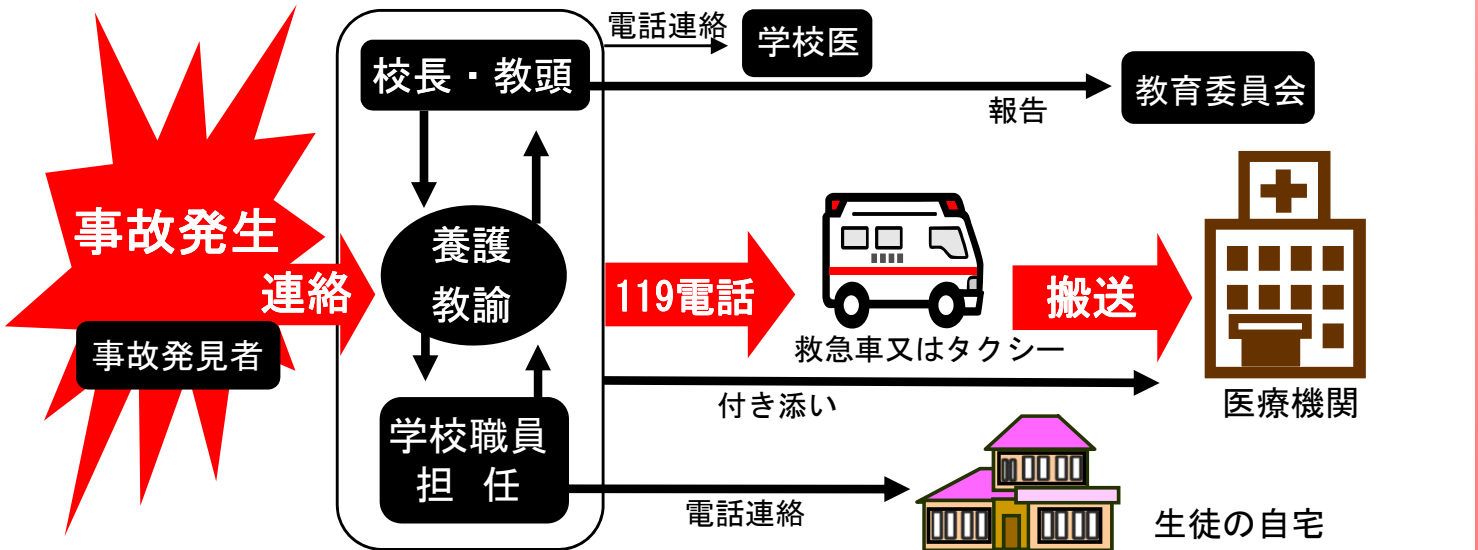 電話連絡
学校医
校長・教頭
教育委員会
報告
事故発生
連絡
養護
教諭
119電話
搬送
事故発見者
救急車又はタクシー
付き添い
医療機関
学校職員
担 任
電話連絡
生徒の自宅